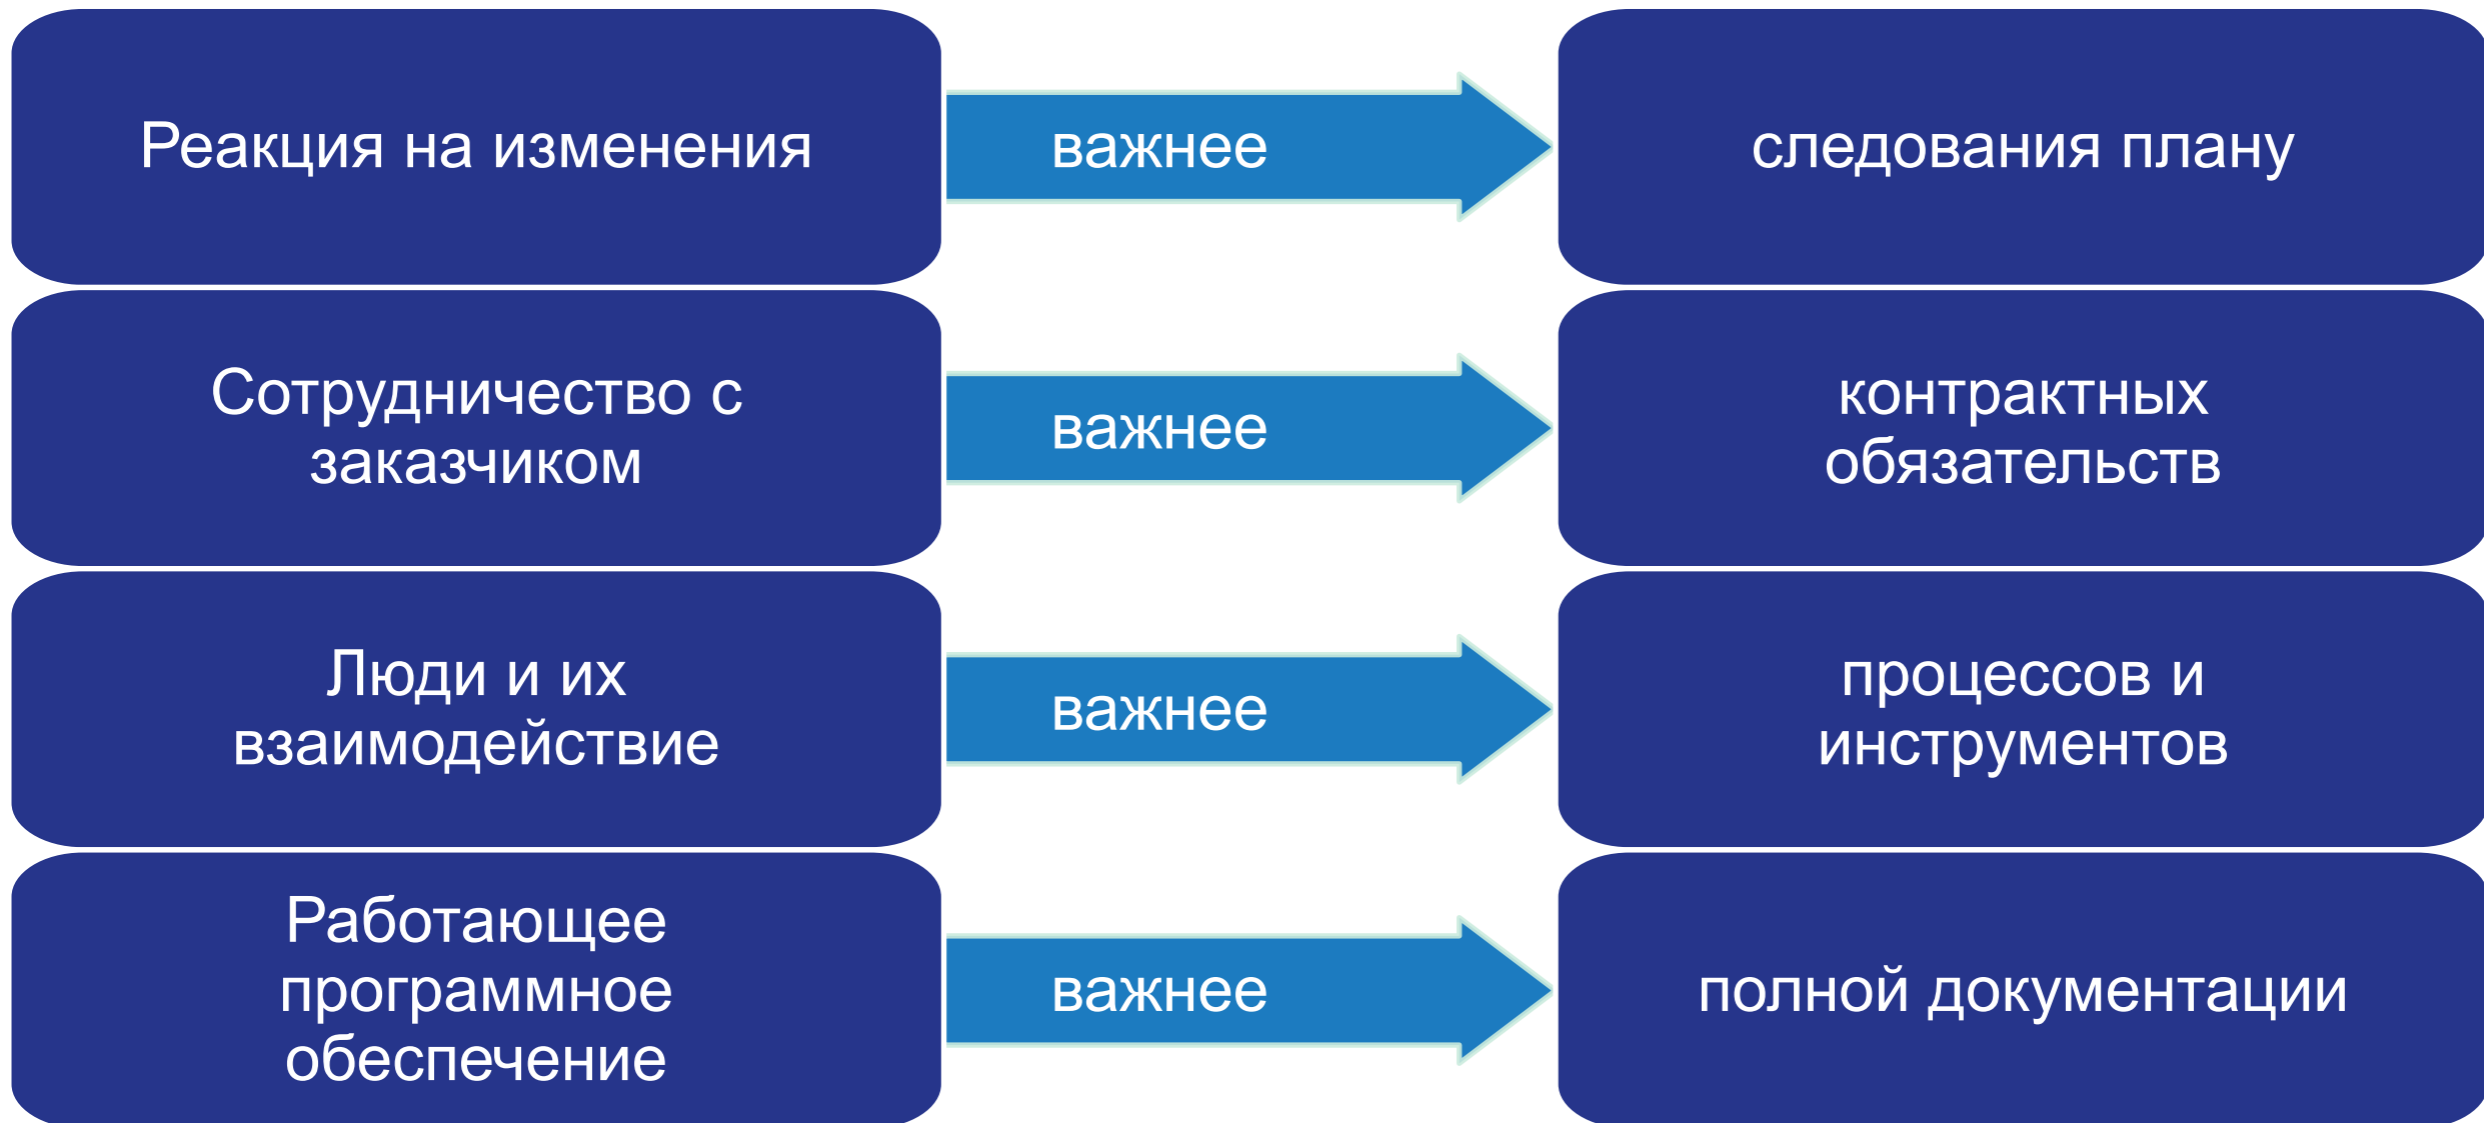 Реакция на изменения
важнее
следования плану
Сотрудничество с
заказчиком
важнее
контрактных
обязательств
Люди и их
взаимодействие
важнее
процессов и
инструментов
Работающее
программное
обеспечение
важнее
полной документации